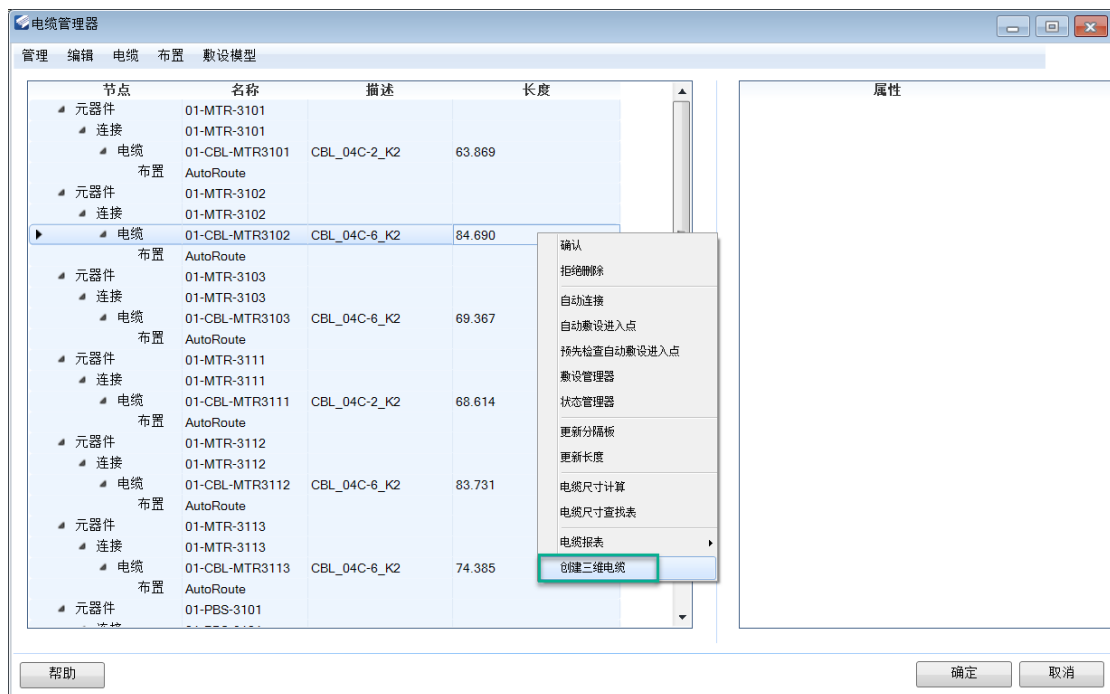 电缆管理器
管理 编辑 电缆 布置 敷设模型
节点 名称 描述 长度 属性
元器件 01-MTR-3101
连接 01-MTR-3101
电缆 01-CBL-MTR3101 CBL_04C-2_K2 63.869
布置 AutoRoute
元器件 01-MTR-3102
连接 01-MTR-3102
电缆 01-CBL-MTR3102 CBL_04C-6_K2 84.690
布置 AutoRoute
元器件 01-MTR-3103
连接 01-MTR-3103
电缆 01-CBL-MTR3103 CBL_04C-6_K2 69.367
布置 AutoRoute
元器件 01-MTR-3111
连接 01-MTR-3111
电缆 01-CBL-MTR3111 CBL_04C-2_K2 68.614
布置 AutoRoute
元器件 01-MTR-3112
连接 01-MTR-3112
电缆 01-CBL-MTR3112 CBL_04C-6_K2 83.731
布置 AutoRoute
元器件 01-MTR-3113
连接 01-MTR-3113
电缆 01-CBL-MTR3113 CBL_04C-6_K2 74.385
布置 AutoRoute
元器件 01-PBS-3101
确认
拒绝删除
自动连接
自动敷设进入点
预先检查自动敷设进入点
敷设管理器
状态管理器
更新分隔板
更新长度
电缆尺寸计算
电缆尺寸查找表
电缆报表
创建三维电缆
帮助 确定 取消